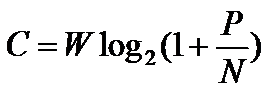 C = W log₂(1 + P/N)